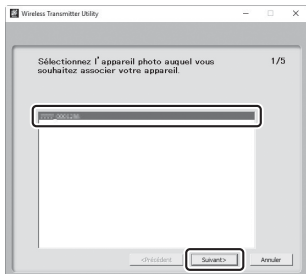 Wireless Transmitter Utility
Sélectionnez l'appareil photo auquel vous
souhaitez associer votre appareil.
1/5
<Précédent
Suivant>
Annuler